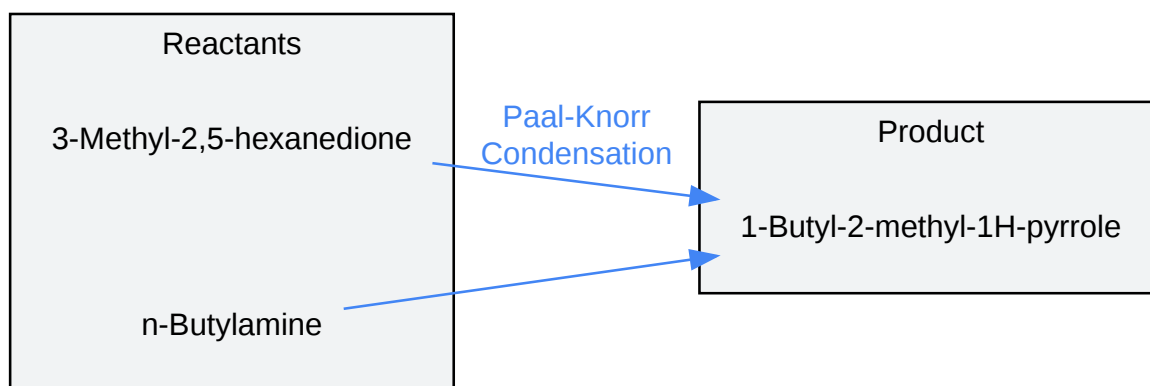 Reactants
3-Methyl-2,5-hexanedione
n-Butylamine
Paal-Knorr
Condensation
Product
1-Butyl-2-methyl-1H-pyrrole